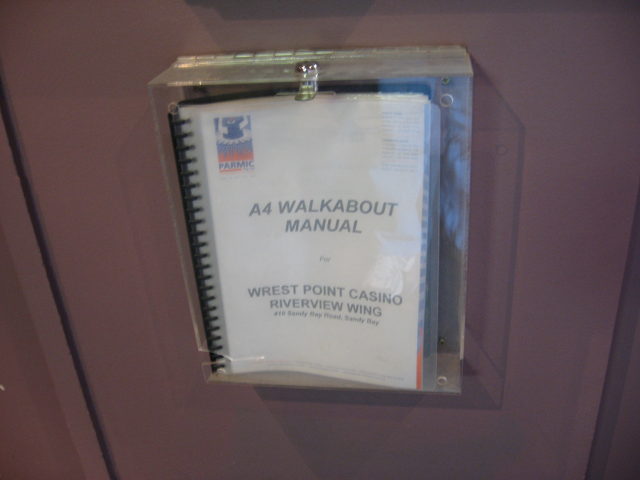 PARMIC
A4 WALKABOUT
MANUAL
For
WREST POINT CASINO
RIVERVIEW WING
410 Sandy Bay Road, Sandy Bay